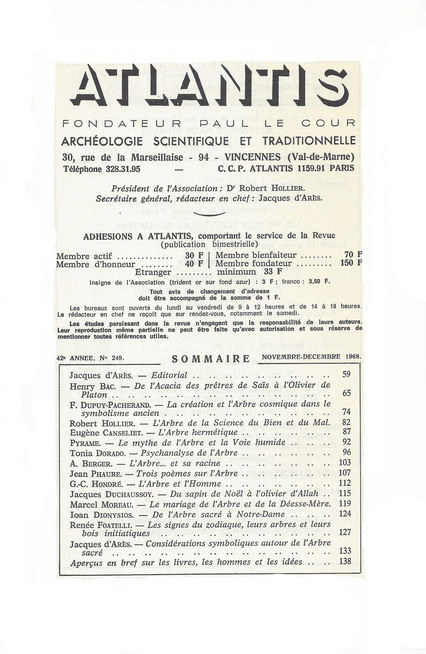 ATLANTIS
FONDATEUR PAUL LE COUR
ARCHÉOLOGIE SCIENTIFIQUE ET TRADITIONNELLE
30, rue de la Marseillaise - 94 - VINCENNES (Val-de-Marne)
Téléphone 328.31.95 — C.C.P. ATLANTIS 1159.91 PARIS
Président de l'Association : Dr Robert HOLLIER.
Secrétaire général, rédacteur en chef : Jacques d'ARÈS.
ADHESIONS A ATLANTIS, comportant le service de la Revue
(publication bimestrielle)
Membre actif .............. 30 F | Membre bienfaiteur ........ 70 F
Membre d'honneur ........ 40 F | Membre fondateur .......... 150 F
Etranger ......... minimum 33 F
Insigne de l'Association (trident or sur fond azur) : 3 F ; franco : 3,50 F.
Tout avis de changement d'adresse
doit être accompagné de la somme de 1 F.
Les bureaux sont ouverts du lundi au vendredi de 9 à 12 heures et de 14 à 18 heures.
Le rédacteur en chef ne reçoit que sur rendez-vous, notamment le samedi.
Les études paraissant dans la revue n'engagent que la responsabilité de leurs auteurs.
Leur reproduction même partielle ne peut être faite qu'avec autorisation et sous réserve de
mentionner toutes références utiles.
42e ANNÉE, No 249. SOMMAIRE NOVEMBRE-DECEMBRE 1968.
Jacques d'ARÈS. — Editorial .. .. .. .. .. .. .. .. .. 59
Henry BAC. — De l'Acacia des prêtres de Saïs à l'Olivier de
Platon .. .. .. .. .. .. .. .. .. .. .. 65
F. DUPUY-PACHERAND. — La création et l'Arbre cosmique dans le
symbolisme ancien .. .. .. .. .. .. .. .. .. 74
Robert HOLLIER. — L'Arbre de la Science du Bien et du Mal. 82
Eugène CANSELIET. — L'Arbre hermétique .. .. .. .. .. 87
PYRAME. — Le mythe de l'Arbre et la Voie humide .. .. .. 92
Tonia DORADO. — Psychanalyse de l'Arbre .. .. .. .. .. 96
A. BERGER. — L'Arbre... et sa racine .. .. .. .. .. .. 103
Jean PHAURE. — Trois poèmes sur l'Arbre .. .. .. .. .. 107
G.-C. HONORÉ. — L'Arbre et l'Homme .. .. .. .. .. .. 112
Jacques DUCHAUSSOY. — Du sapin de Noël à l'olivier d'Allah .. 115
Marcel MOREAU. — Le mariage de l'Arbre et de la Déesse-Mère. 119
Ioan DIONYSIOS. — De l'Arbre sacré à Notre-Dame .. .. .. 124
Renée FOATELLI. — Les signes du zodiaque, leurs arbres et leurs
bois initiatiques .. .. .. .. .. .. .. .. .. 127
Jacques d'ARÈS. — Considérations symboliques autour de l'Arbre
sacré .. .. .. .. .. .. .. .. .. .. .. 133
Aperçus en bref sur les livres, les hommes et les idées .. .. 138